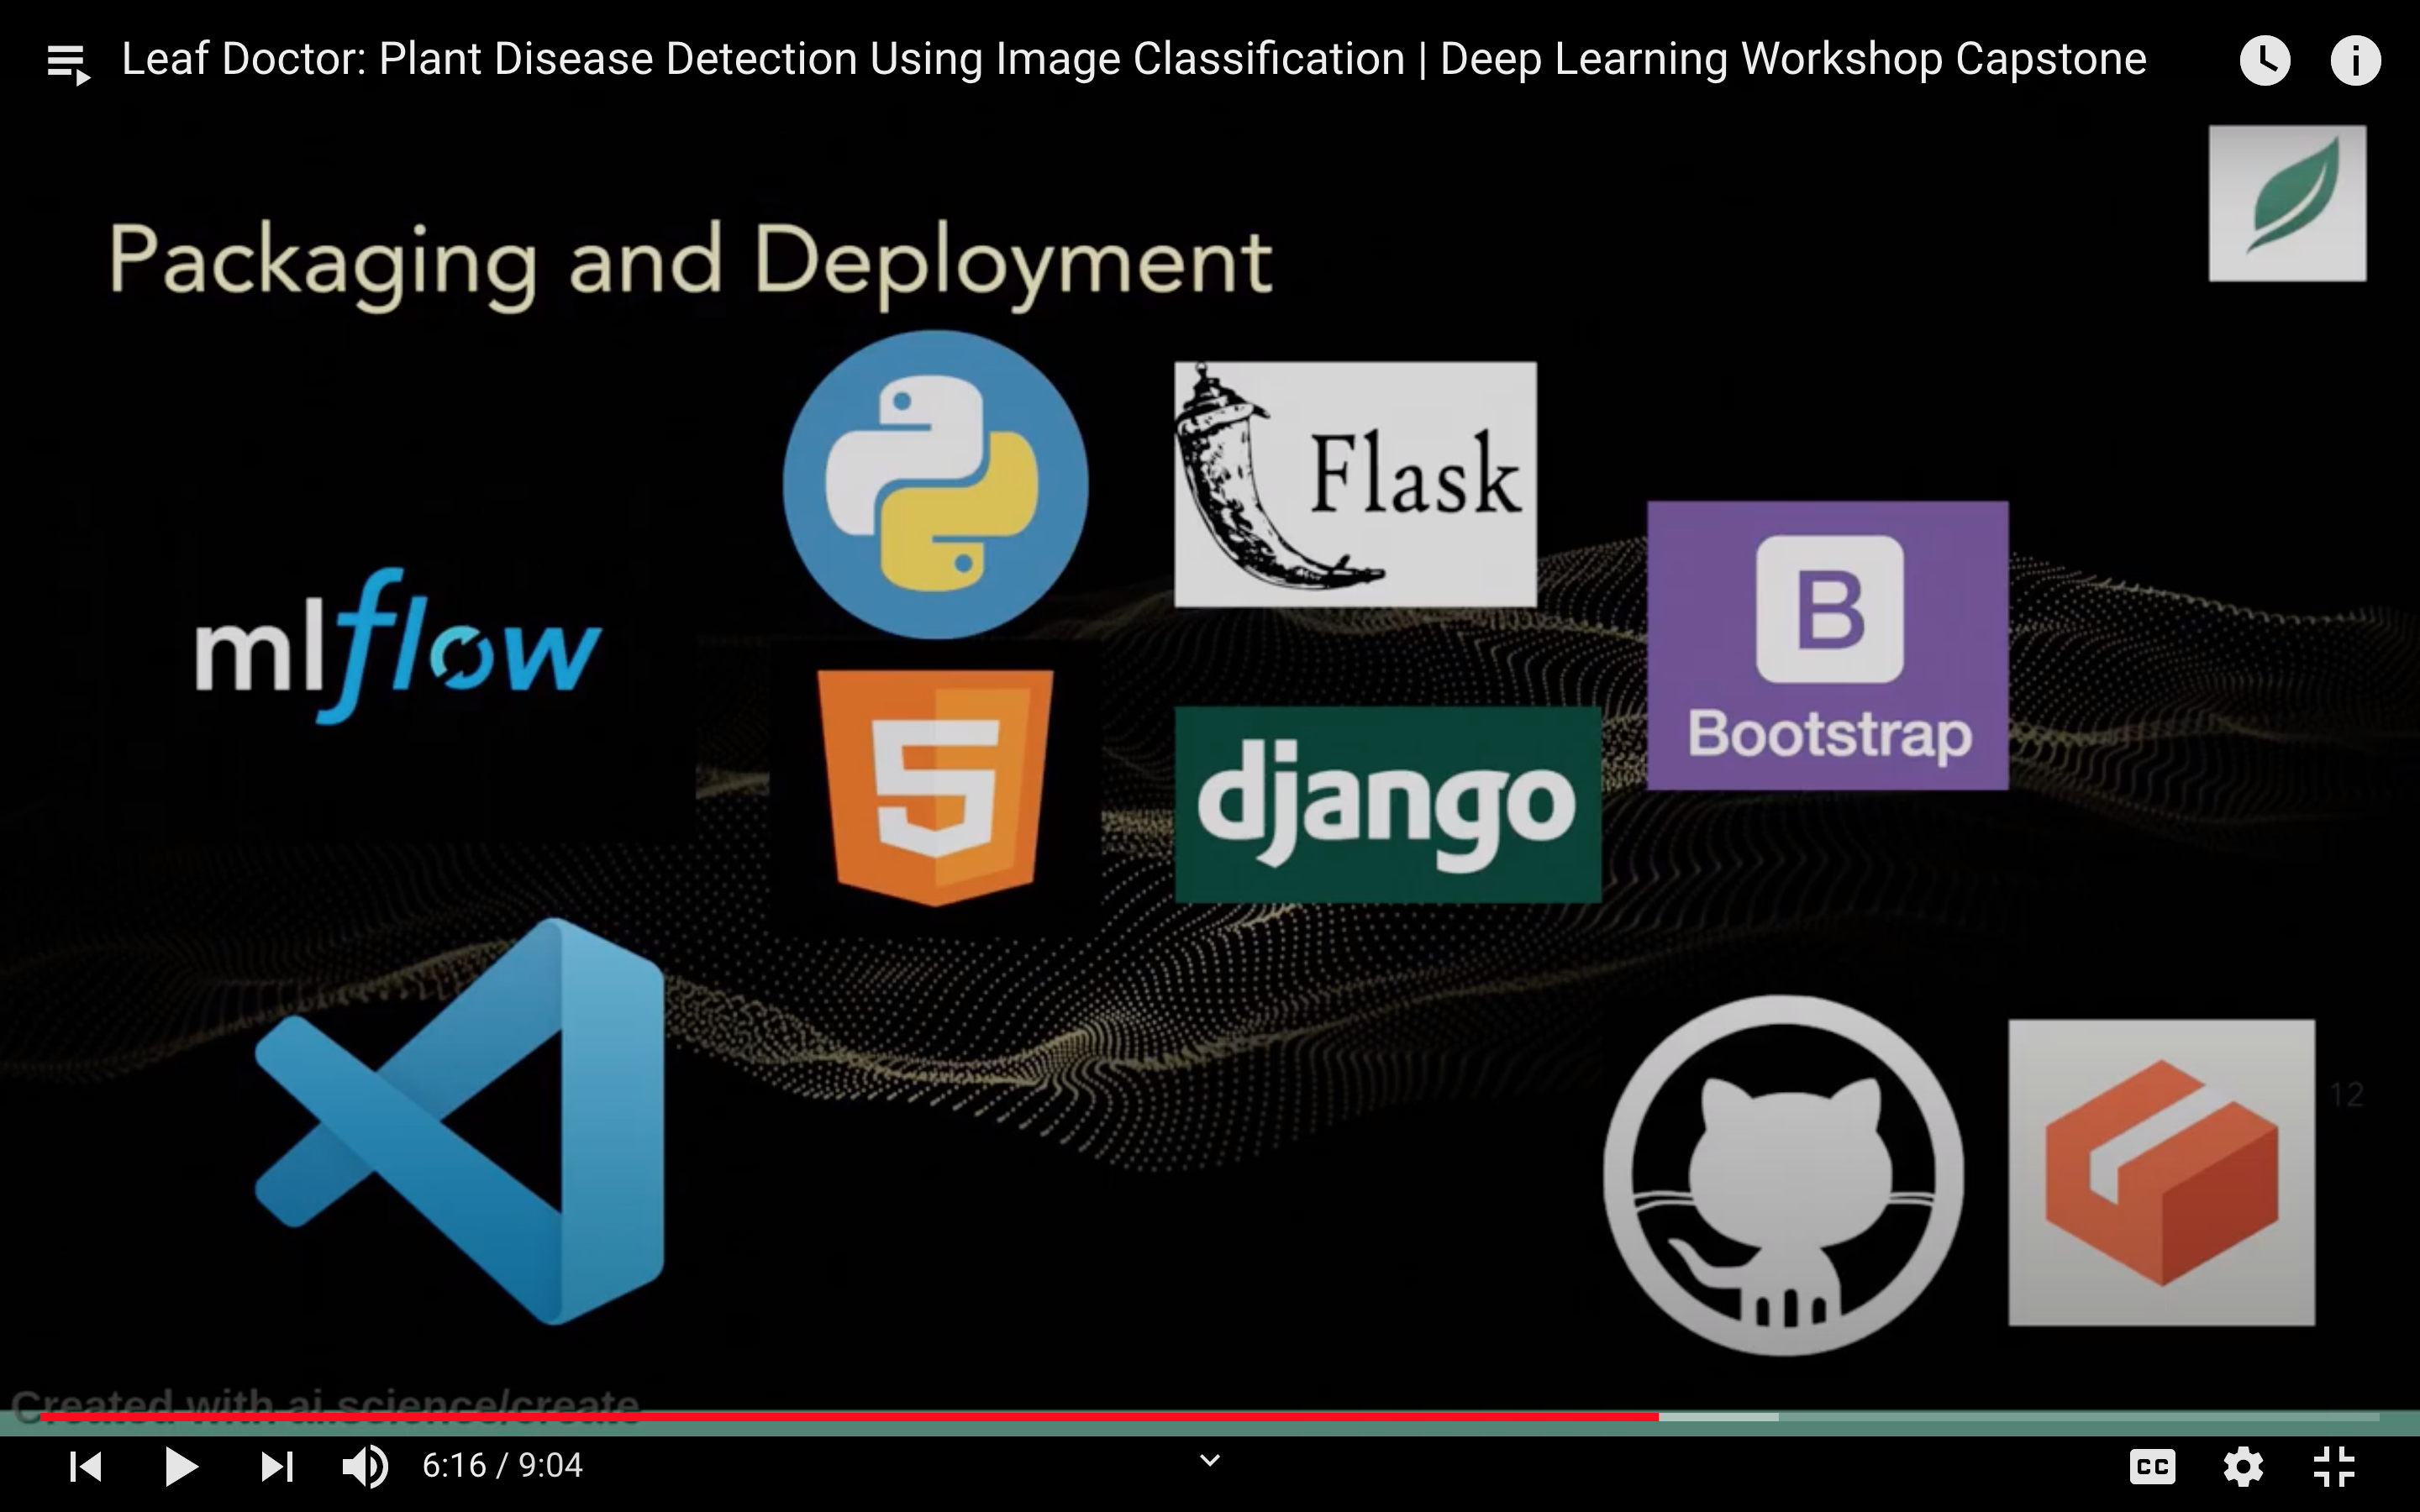 Leaf Doctor: Plant Disease Detection Using Image Classification | Deep Learning Workshop Capstone
Packaging and Deployment
Flask
mlflow
B
Bootstrap
5
django
12
Created with ai.science/create
6:16 / 9:04
CC